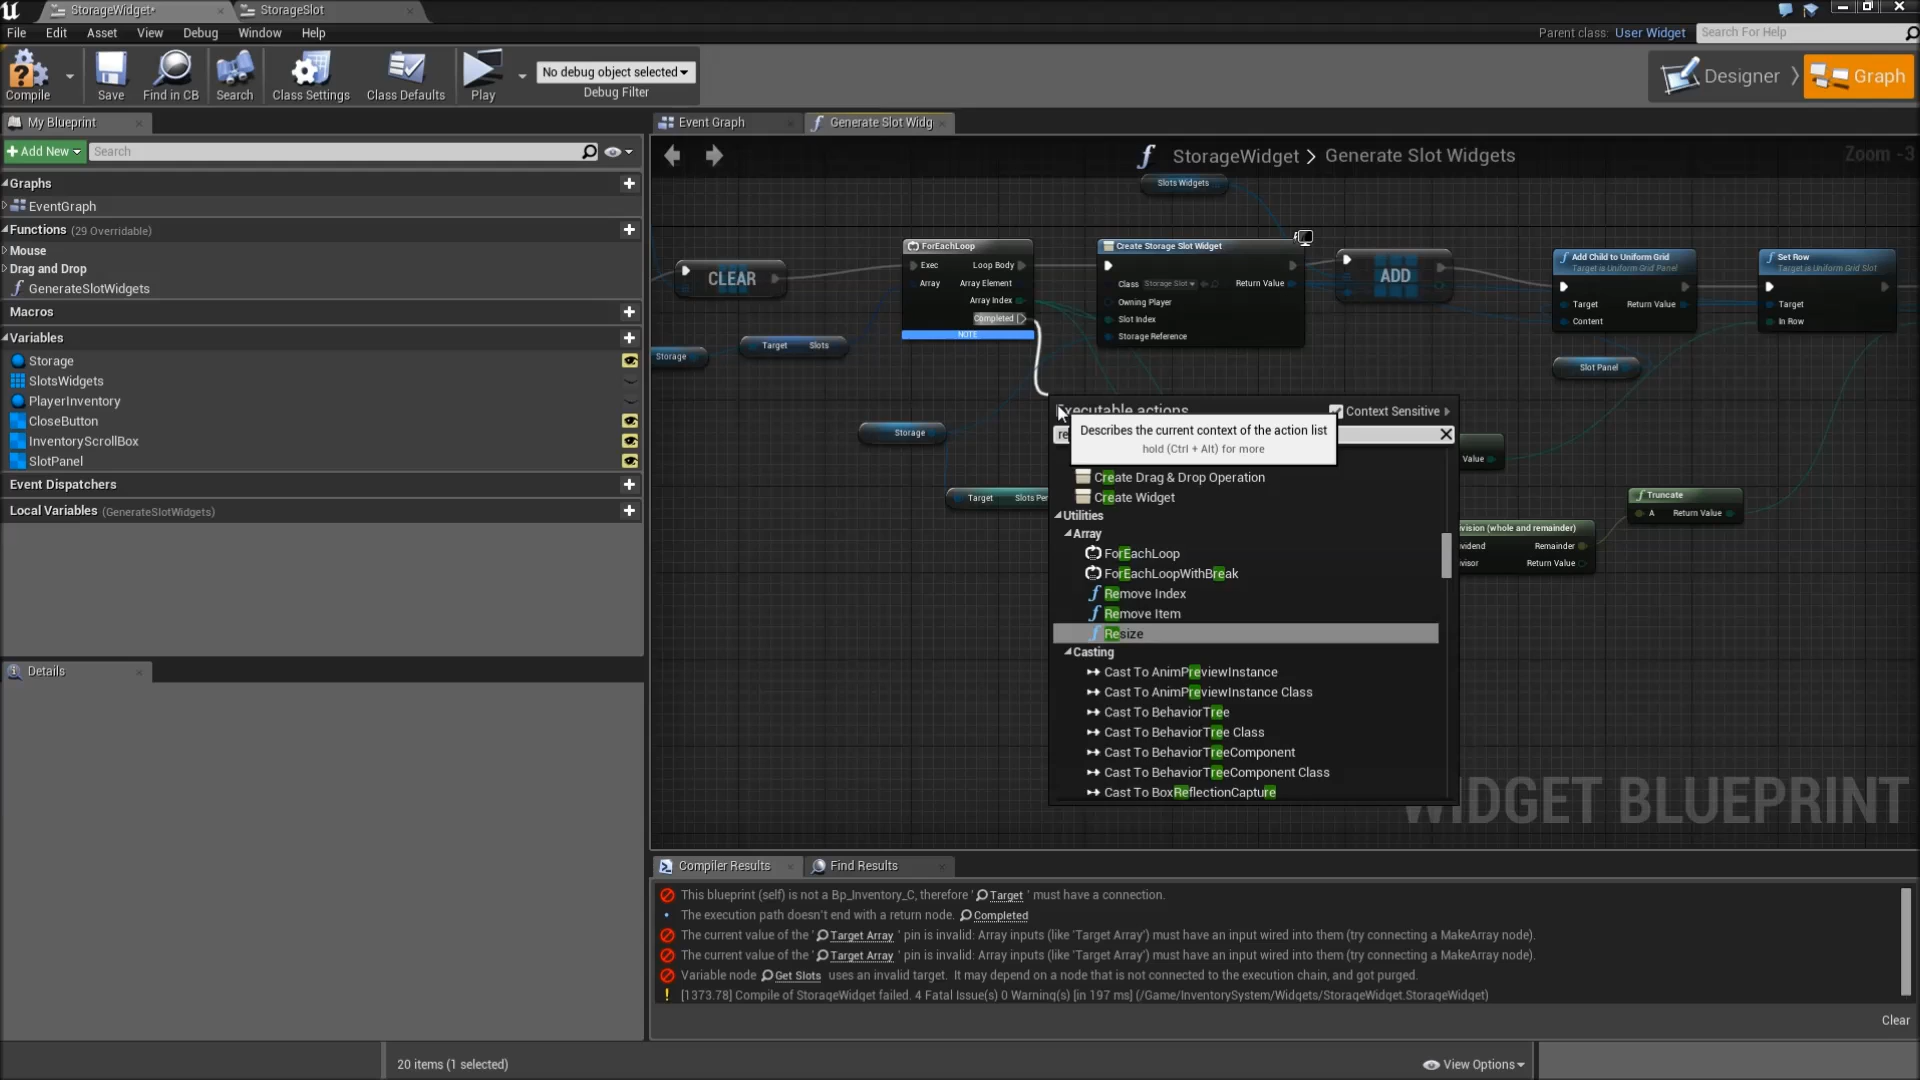 StorageWidget*
StorageSlot
File Edit Asset View Debug Window Help
Parent class: User Widget
Search For Help
Compile
Save
Find in CB
Search
Class Settings
Class Defaults
Play
No debug object selected
Debug Filter
Designer
Graph
My Blueprint
Event Graph
Generate Slot Widg
Add New
Search
StorageWidget > Generate Slot Widgets
Zoom -3
Graphs
EventGraph
Functions (29 Overridable)
Mouse
Drag and Drop
GenerateSlotWidgets
Macros
Variables
Storage
SlotsWidgets
PlayerInventory
CloseButton
InventoryScrollBox
SlotPanel
Event Dispatchers
Local Variables (GenerateSlotWidgets)
Details
Slots Widgets
CLEAR
Storage
Target Slots
ForEachLoop
Exec Loop Body
Array Array Element
Array Index
Completed
NOTE
Create Storage Slot Widget
Class Storage Slot Return Value
Owning Player
Slot Index
Storage Reference
ADD
Add Child to Uniform Grid
Target is Uniform Grid Panel
Target Return Value
Content
Slot Panel
Set Row
Target is Uniform Grid Slot
Target
In Row
Storage
Target Slots Per
Value
Truncate
A Return Value
vision (whole and remainder)
vidend Remainder
visor Return Value
Executable actions
Context Sensitive
re
Describes the current context of the action list
hold (Ctrl + Alt) for more
Create Drag & Drop Operation
Create Widget
Utilities
Array
ForEachLoop
ForEachLoopWithBreak
Remove Index
Remove Item
Resize
Casting
Cast To AnimPreviewInstance
Cast To AnimPreviewInstance Class
Cast To BehaviorTree
Cast To BehaviorTree Class
Cast To BehaviorTreeComponent
Cast To BehaviorTreeComponent Class
Cast To BoxReflectionCapture
WIDGET BLUEPRINT
Compiler Results
Find Results
This blueprint (self) is not a Bp_Inventory_C, therefore ' Target ' must have a connection.
The execution path doesn't end with a return node. Completed
The current value of the ' Target Array ' pin is invalid: Array inputs (like 'Target Array') must have an input wired into them (try connecting a MakeArray node).
The current value of the ' Target Array ' pin is invalid: Array inputs (like 'Target Array') must have an input wired into them (try connecting a MakeArray node).
Variable node Get Slots uses an invalid target. It may depend on a node that is not connected to the execution chain, and got purged.
[1373.78] Compile of StorageWidget failed. 4 Fatal Issue(s) 0 Warning(s) [in 197 ms] (/Game/InventorySystem/Widgets/StorageWidget.StorageWidget)
Clear
20 items (1 selected)
View Options